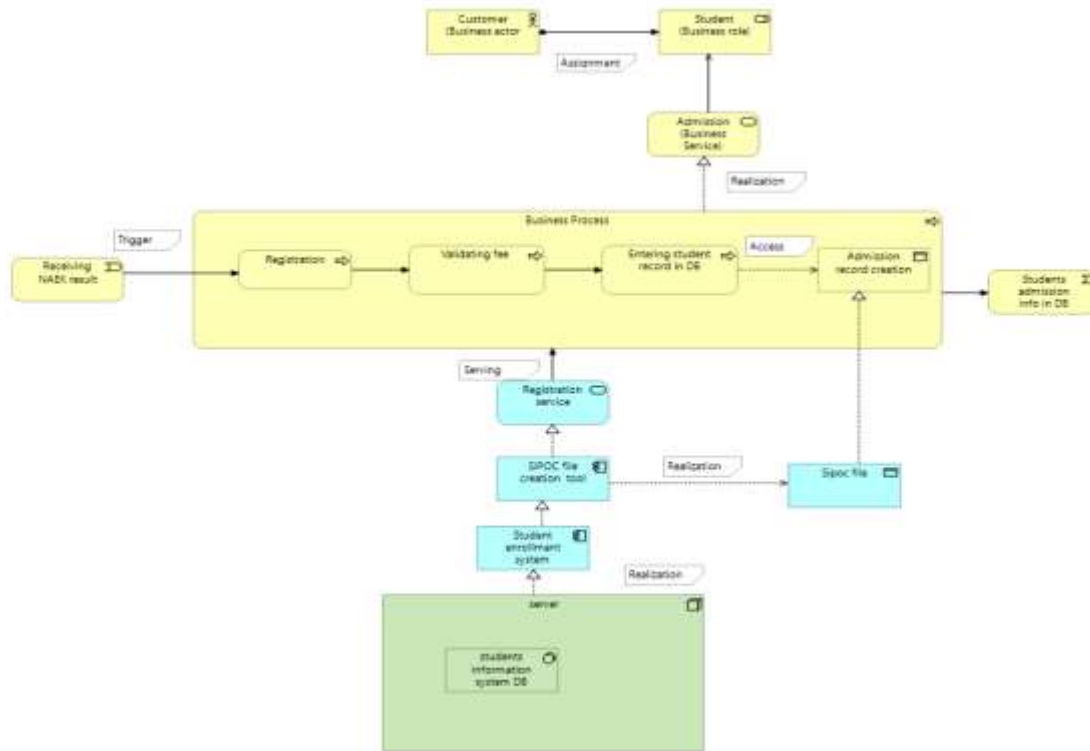 Customer
(Business actor
Student
(Business role)
Assignment
Admission
(Business
Service)
Realization
Business Process
Trigger
Receiving
result
Registration
Validating fee
Entering student
record in DB
Access
Admission
record creation
Students
admission
info in DB
Serving
Registration
service
SIPOC file
creation tool
Realization
Sipoc file
Student
enrollment
system
Realization
server
students
information
system DB